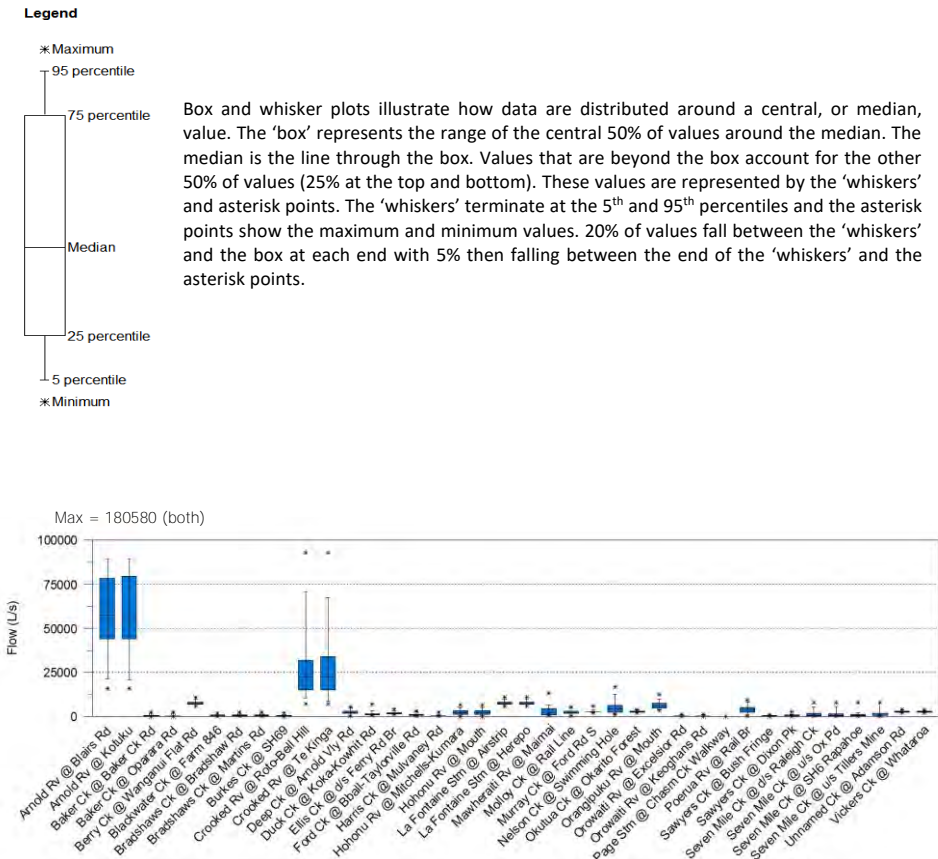 Legend
Maximum
95 percentile
75 percentile
Median
25 percentile
5 percentile
Minimum
Box and whisker plots illustrate how data are distributed around a central, or median,
value. The ‘box’ represents the range of the central 50% of values around the median. The
median is the line through the box. Values that are beyond the box account for the other
50% of values (25% at the top and bottom). These values are represented by the ‘whiskers’
and asterisk points. The ‘whiskers’ terminate at the 5th and 95th percentiles and the asterisk
points show the maximum and minimum values. 20% of values fall between the ‘whiskers’
and the box at each end with 5% then falling between the end of the ‘whiskers’ and the
asterisk points.
Max = 180580 (both)
Flow (L/s)
100000
75000
50000
25000
0
Arnold Rv @ Blairs Rd
Arnold Rv @ Kotuku
Baker Ck @ Baker Ck Rd
Baker Ck @ Oparara Rd
Berry Ck @ Wanganui Flat Rd
Blackwater Ck @ Farm 846
Bradshaws Ck @ Bradshaw Rd
Bradshaws Ck @ Martins Rd
Burkes Ck @ SH69
Crooked Rv @ Roto-Bell Hill
Crooked Rv @ Te Kinga
Deep Ck @ Arnold Vly Rd
Duck Ck @ Koka-Kowhit Rd
Ellis Ck @ d/s Ferry Rd Br
Ford Ck @ Bball-Taylorville Rd
Harris Ck @ Mulvaney Rd
Hohonu Rv @ Mitchells-Kumara
Hohonu Rv @ Mouth
La Fontaine Stm @ Airstrip
La Fontaine Stm @ Herepo
Mawheraiti Rv @ Maimai
Molloy Ck @ Rail Line
Murray Ck @ Ford Rd S
Nelson Ck @ Swimming Hole
Okutua Ck @ Okarito Forest
Orangipuku Rv @ Mouth
Orowaiti Rv @ Excelsior Rd
Orowaiti Rv @ Keoghans Rd
Page Stm @ Chasm Ck Walkway
Poerua Rv @ Rail Br
Sawyers Ck @ Bush Fringe
Sawyers Ck @ Dixon Pk
Seven Mile Ck @ d/s Raleigh Ck
Seven Mile Ck @ u/s Ox Pd
Seven Mile Ck @ SH6 Rapahoe
Seven Mile Ck @ u/s Tillers Mine
Unnamed Ck @ Adamson Rd
Vickers Ck @ Whataroa